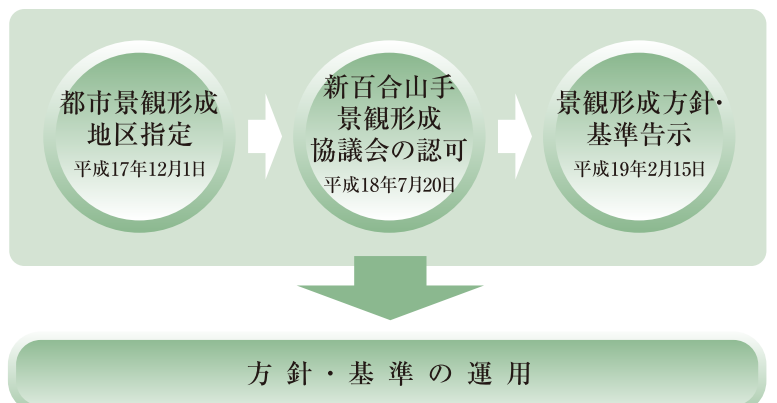 都市景観形成
地区指定
平成17年12月1日
新百合山手
景観形成
協議会の認可
平成18年7月20日
景観形成方針・
基準告示
平成19年2月15日
方針・基準の運用